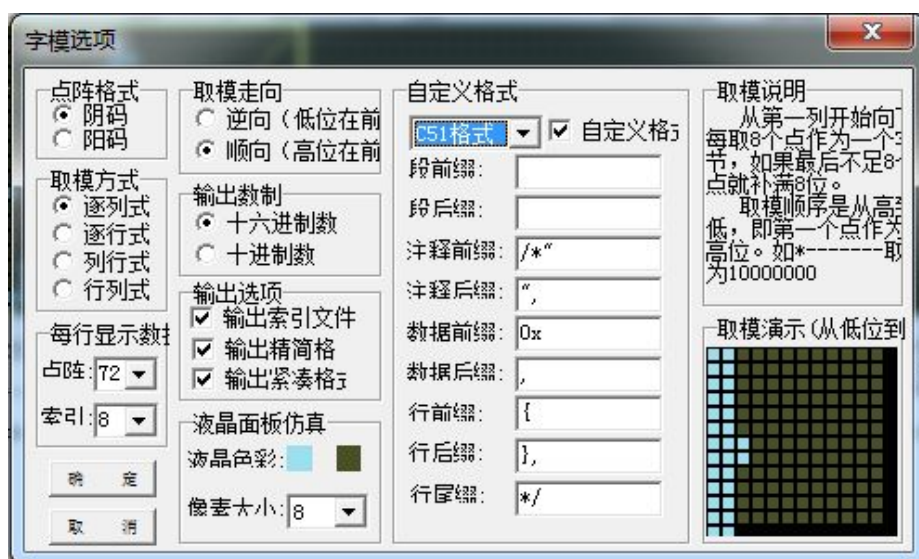 字模选项
点阵格式
阴码
阳码
取模方式
逐列式
逐行式
列行式
行列式
每行显示数据
点阵:72
索引:8
确 定
取 消
取模走向
逆向(低位在前
顺向(高位在前
输出数制
十六进制数
十进制数
输出选项
输出索引文件
输出精简格
输出紧凑格式
液晶面板仿真
液晶色彩:
像素大小:8
自定义格式
C51格式
自定义格式
段前缀:
段后缀:
注释前缀: /*"
注释后缀: ",
数据前缀: 0x
数据后缀: ,
行前缀: {
行后缀: },
行尾缀: */
取模说明
从第一列开始向下
每取8个点作为一个字
节,如果最后不足8个
点就补满8位。
取模顺序是从高到
低,即第一个点作为
高位。如*-------取
为10000000
取模演示(从低位到